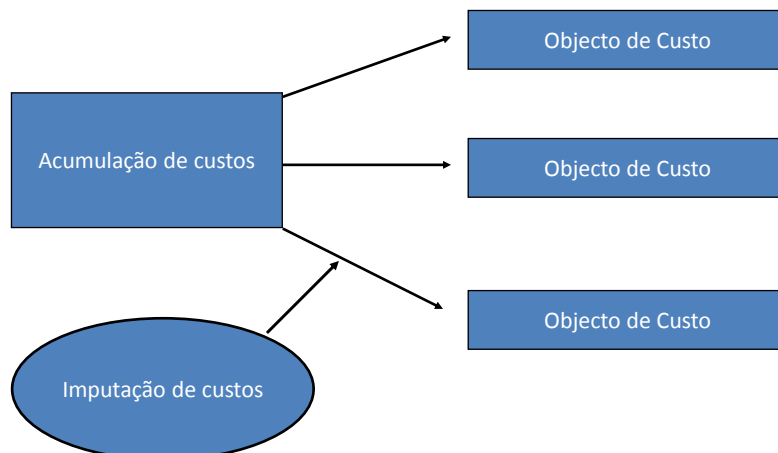 Objecto de Custo
Acumulação de custos
Objecto de Custo
Objecto de Custo
Imputação de custos